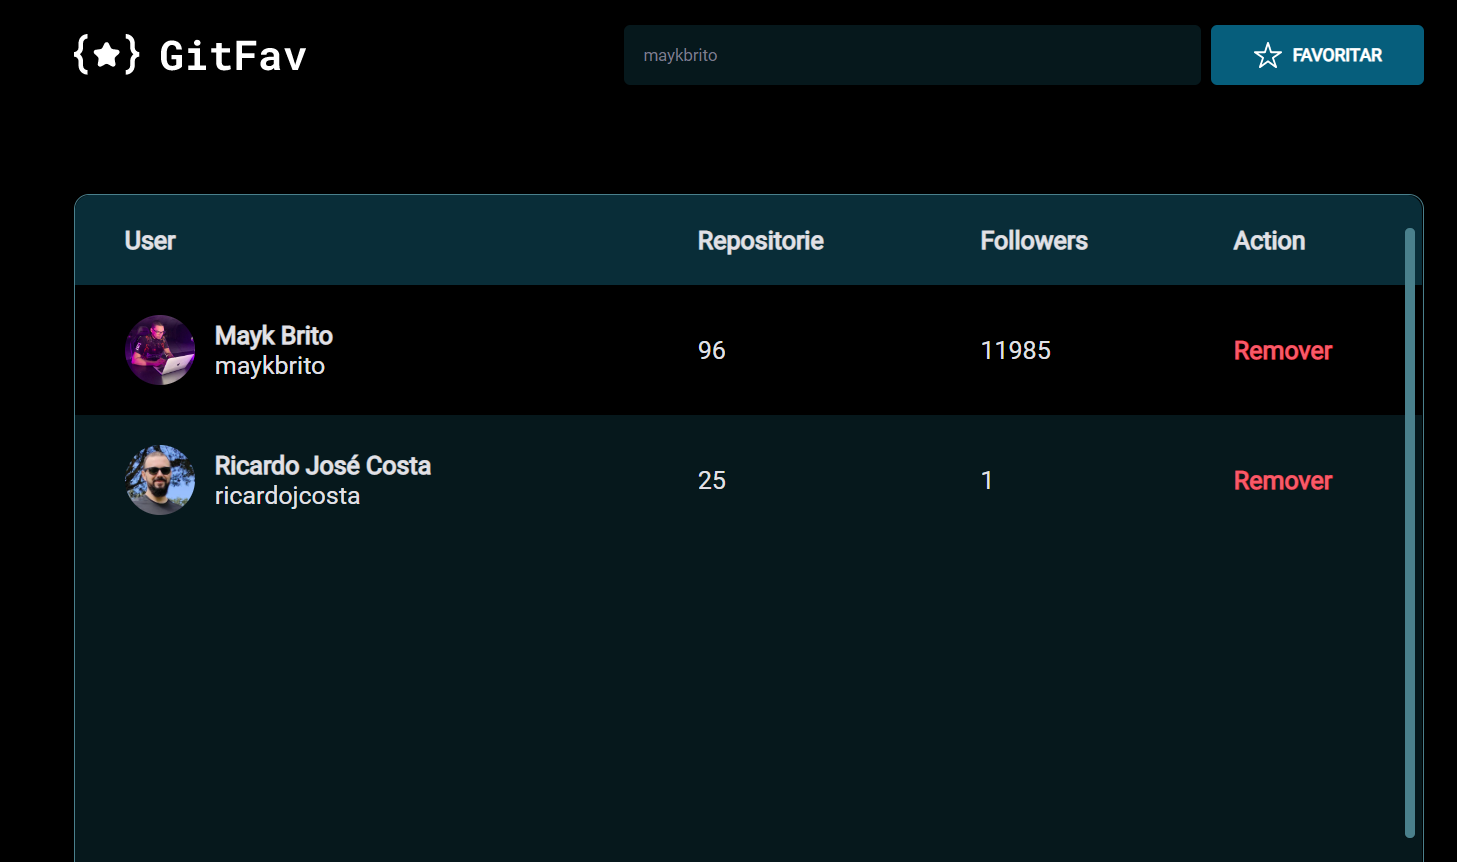 {★} GitFav
maykbrito
FAVORITAR
User Repositorie Followers Action
Mayk Brito
maykbrito
96 11985 Remover
Ricardo José Costa
ricardojcosta
25 1 Remover